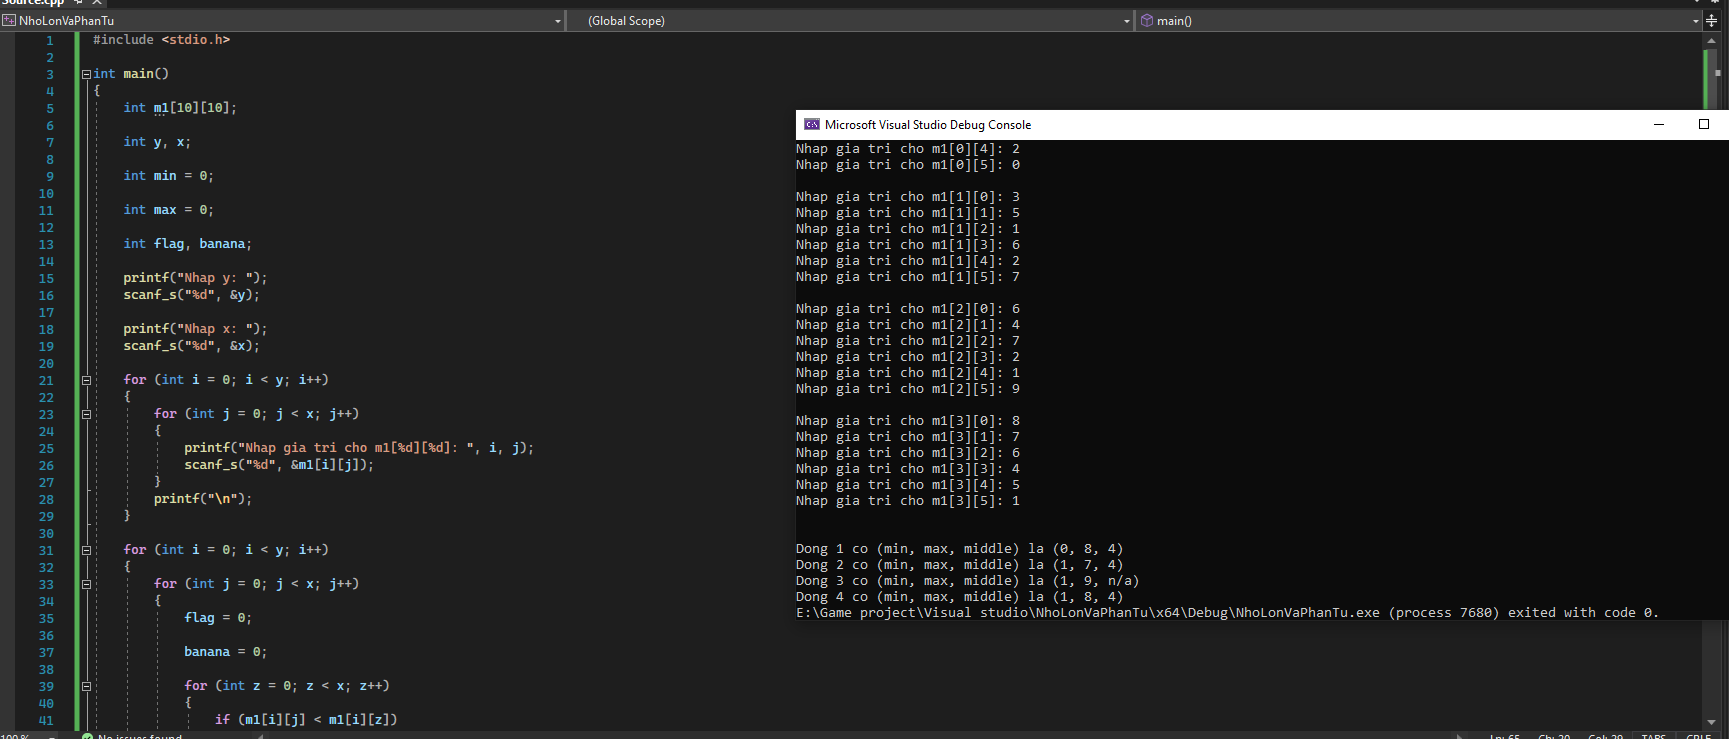 Source.cpp
NhoLonVaPhanTu
(Global Scope)
main()
1 #include <stdio.h>
2
3 int main()
4 {
5 int m1[10][10];
6
7 int y, x;
8
9 int min = 0;
10
11 int max = 0;
12
13 int flag, banana;
14
15 printf("Nhap y: ");
16 scanf_s("%d", &y);
17
18 printf("Nhap x: ");
19 scanf_s("%d", &x);
20
21 for (int i = 0; i < y; i++)
22 {
23 for (int j = 0; j < x; j++)
24 {
25 printf("Nhap gia tri cho m1[%d][%d]: ", i, j);
26 scanf_s("%d", &m1[i][j]);
27 }
28 printf("\n");
29 }
30
31 for (int i = 0; i < y; i++)
32 {
33 for (int j = 0; j < x; j++)
34 {
35 flag = 0;
36
37 banana = 0;
38
39 for (int z = 0; z < x; z++)
40 {
41 if (m1[i][j] < m1[i][z])
Microsoft Visual Studio Debug Console
Nhap gia tri cho m1[0][4]: 2
Nhap gia tri cho m1[0][5]: 0
Nhap gia tri cho m1[1][0]: 3
Nhap gia tri cho m1[1][1]: 5
Nhap gia tri cho m1[1][2]: 1
Nhap gia tri cho m1[1][3]: 6
Nhap gia tri cho m1[1][4]: 2
Nhap gia tri cho m1[1][5]: 7
Nhap gia tri cho m1[2][0]: 6
Nhap gia tri cho m1[2][1]: 4
Nhap gia tri cho m1[2][2]: 7
Nhap gia tri cho m1[2][3]: 2
Nhap gia tri cho m1[2][4]: 1
Nhap gia tri cho m1[2][5]: 9
Nhap gia tri cho m1[3][0]: 8
Nhap gia tri cho m1[3][1]: 7
Nhap gia tri cho m1[3][2]: 6
Nhap gia tri cho m1[3][3]: 4
Nhap gia tri cho m1[3][4]: 5
Nhap gia tri cho m1[3][5]: 1
Dong 1 co (min, max, middle) la (0, 8, 4)
Dong 2 co (min, max, middle) la (1, 7, 4)
Dong 3 co (min, max, middle) la (1, 9, n/a)
Dong 4 co (min, max, middle) la (1, 8, 4)
E:\Game project\Visual studio\NhoLonVaPhanTu\x64\Debug\NhoLonVaPhanTu.exe (process 7680) exited with code 0.
100 % No issues found Ln: 65 Ch: 20 Col: 29 TABS CRLF